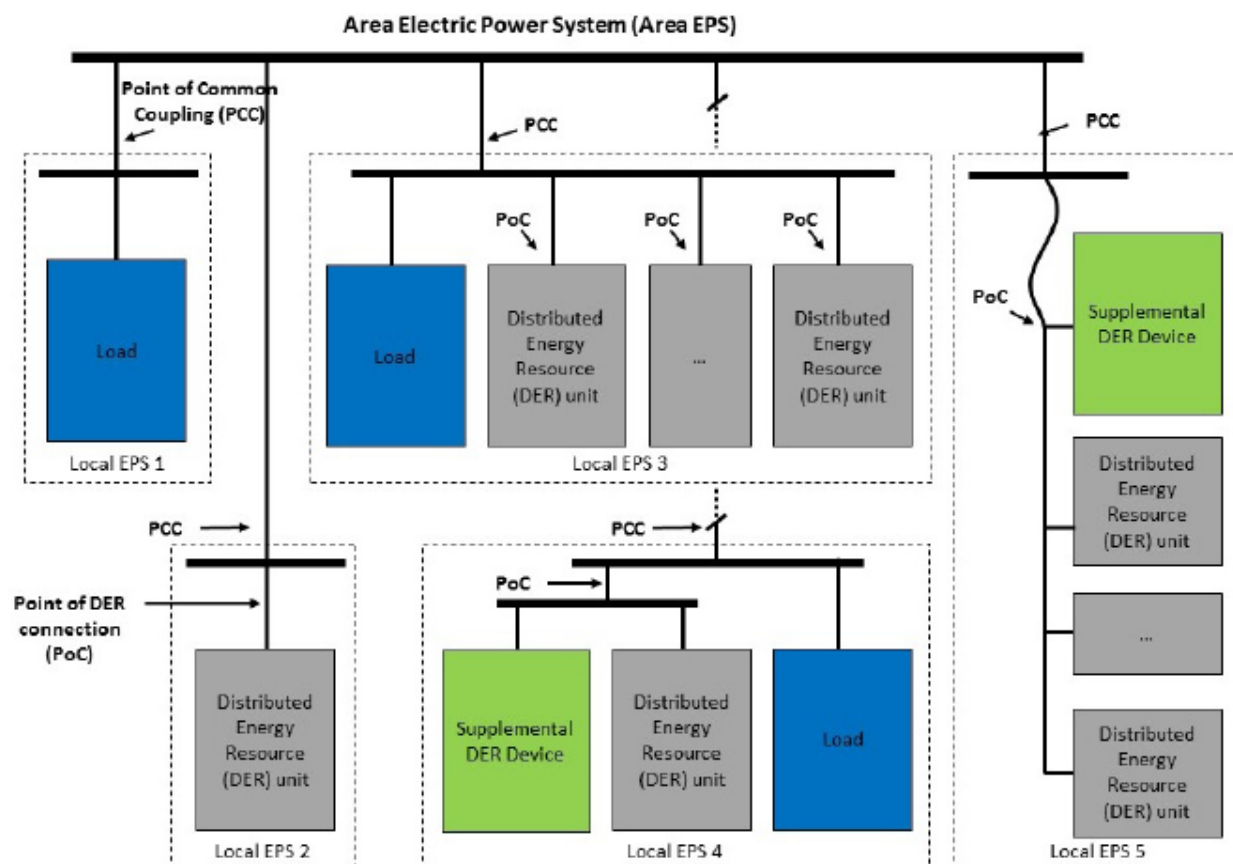 Area Electric Power System (Area EPS)
Point of Common
Coupling (PCC)
PCC
PCC
PoC
PoC
PoC
Load
Load
Distributed
Energy
Resource
(DER) unit
...
Distributed
Energy
Resource
(DER) unit
Local EPS 1
Local EPS 3
PoC
Supplemental
DER Device
Distributed
Energy
Resource
(DER) unit
...
Distributed
Energy
Resource
(DER) unit
Local EPS 5
PCC
Point of DER
connection
(PoC)
Distributed
Energy
Resource
(DER) unit
Local EPS 2
PCC
PoC
Supplemental
DER Device
Distributed
Energy
Resource
(DER) unit
Load
Local EPS 4